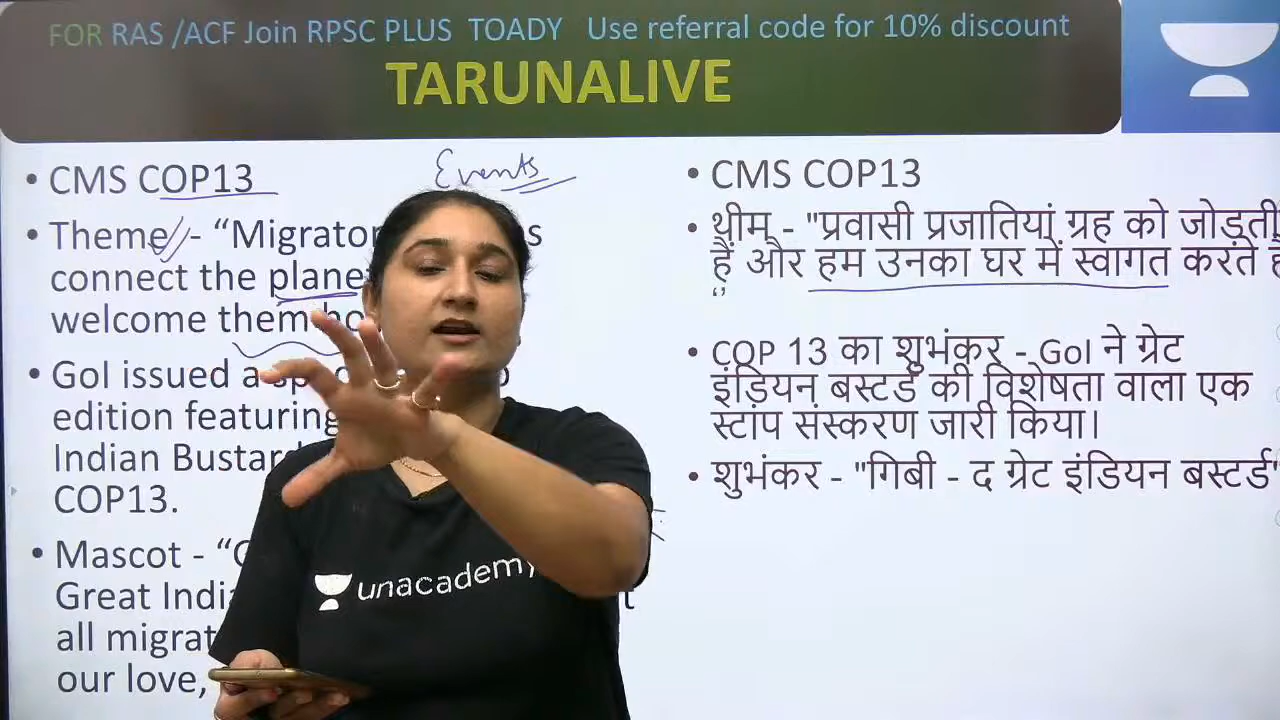 FOR RAS /ACF Join RPSC PLUS TOADY Use referral code for 10% discount
TARUNALIVE
• CMS COP13
Events
• Theme - “Migrator
s
connect the plane
welcome them ho
• GoI issued a sp
edition featuring
Indian Bustar
COP13.
• Mascot - “G
Great India
t
all migrat
our love,
• CMS COP13
• थीम - "प्रवासी प्रजातियां ग्रह को जोड़ती
हैं और हम उनका घर में स्वागत करते
‘’
• COP 13 का शुभंकर - GoI ने ग्रेट
इंडियन बस्टर्ड की विशेषता वाला एक
स्टांप संस्करण जारी किया।
• शुभंकर - "गिबी - द ग्रेट इंडियन बस्टर्ड"
unacademy